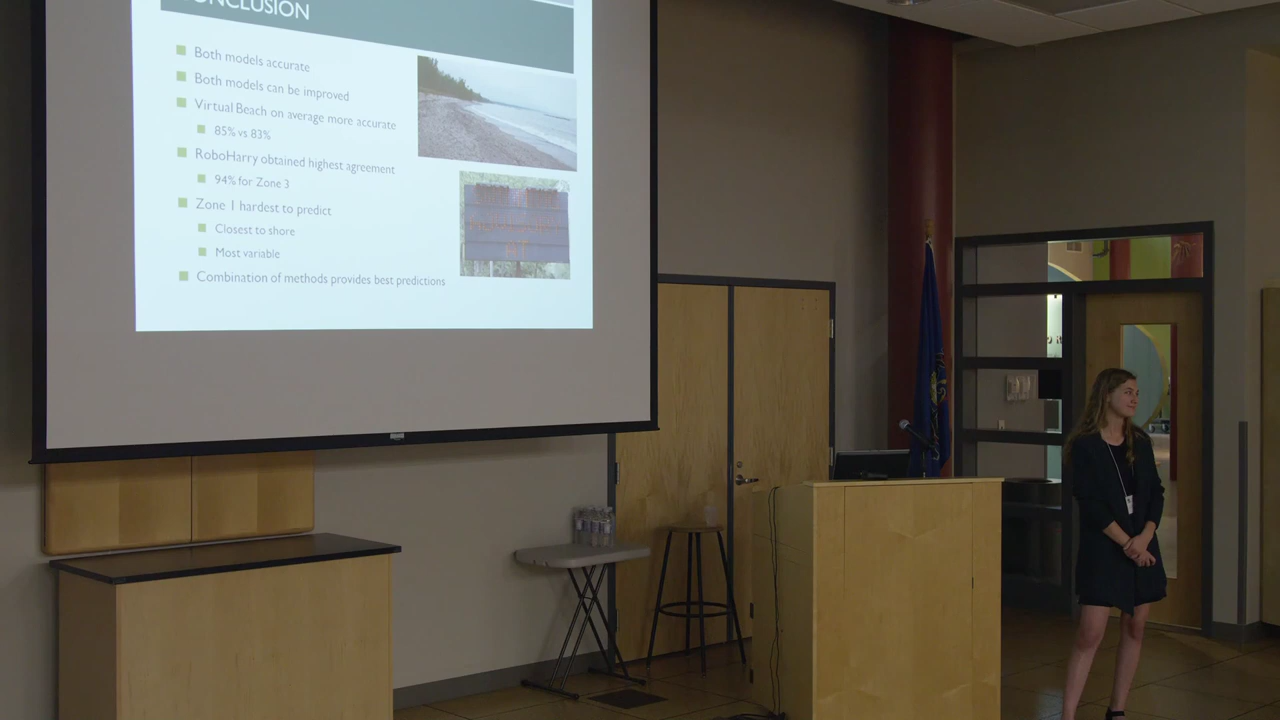 CONCLUSION
Both models accurate
Both models can be improved
Virtual Beach on average more accurate
85% vs 83%
RoboHarry obtained highest agreement
94% for Zone 3
Zone 1 hardest to predict
Closest to shore
Most variable
Combination of methods provides best predictions